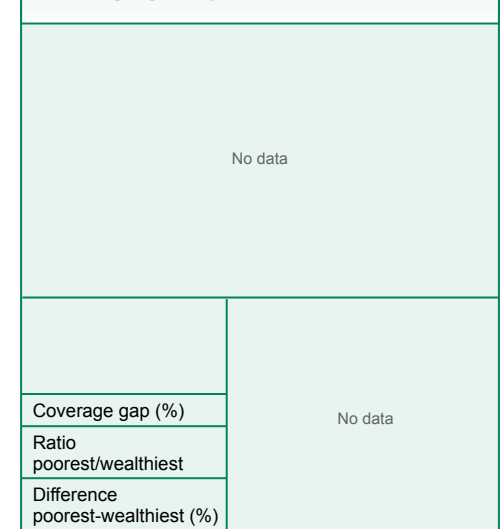 No data
Coverage gap (%)
No data
Ratio
poorest/wealthiest
Difference
poorest-wealthiest (%)